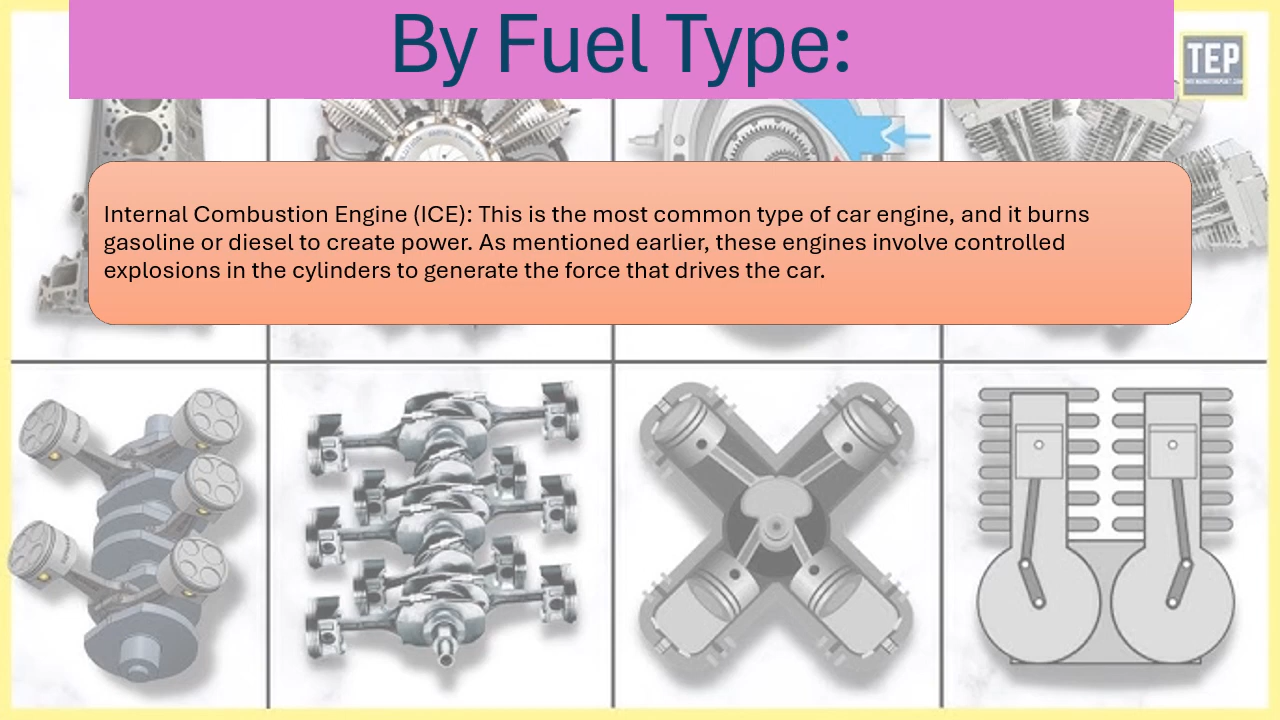 By Fuel Type:
TEP
Internal Combustion Engine (ICE): This is the most common type of car engine, and it burns
gasoline or diesel to create power. As mentioned earlier, these engines involve controlled
explosions in the cylinders to generate the force that drives the car.